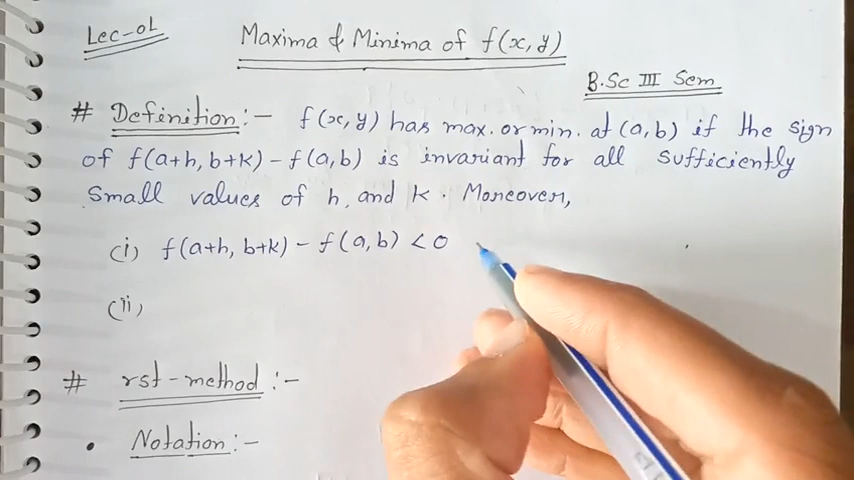 Lec-01
Maxima & Minima of f(x, y)
B.Sc III Sem
# Definition :- f(x, y) has max. or min. at (a, b) if the sign
of f(a+h, b+k) - f(a, b) is invariant for all sufficiently
small values of h, and k. Moreover,
(i) f(a+h, b+k) - f(a, b) < 0
(ii)
# rst-method :-
• Notation :-